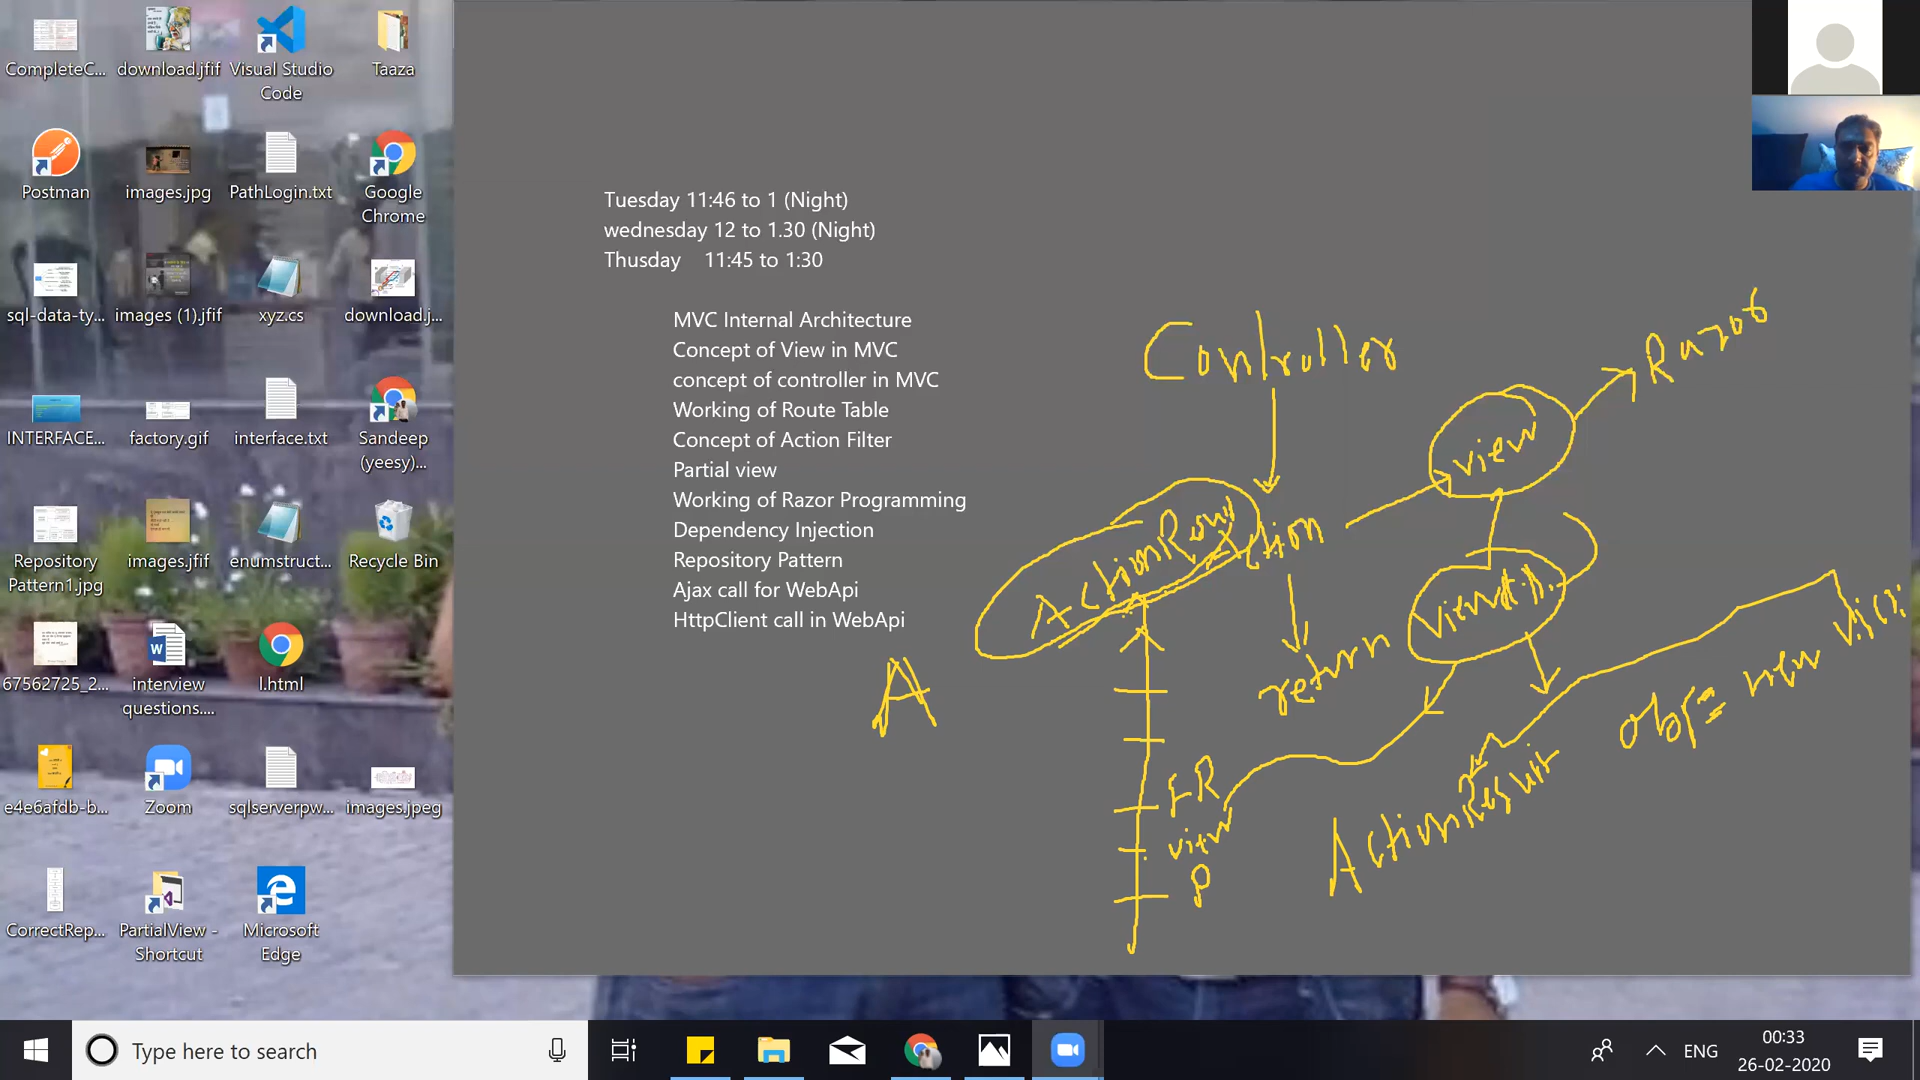 CompleteC...
download.jfif
Visual Studio
Code
Taaza
Postman
images.jpg
PathLogin.txt
Google
Chrome
sql-data-ty...
images (1).jfif
xyz.cs
download.j...
INTERFACE...
factory.gif
interface.txt
Sandeep
(yeesy)...
Repository
Pattern1.jpg
images.jfif
enumstruct...
Recycle Bin
67562725_2...
interview
questions....
l.html
e4e6afdb-b...
Zoom
sqlserverpw...
images.jpeg
CorrectRep...
PartialView -
Shortcut
Microsoft
Edge
Tuesday 11:46 to 1 (Night)
wednesday 12 to 1.30 (Night)
Thusday 11:45 to 1:30
MVC Internal Architecture
Concept of View in MVC
concept of controller in MVC
Working of Route Table
Concept of Action Filter
Partial view
Working of Razor Programming
Dependency Injection
Repository Pattern
Ajax call for WebApi
HttpClient call in WebApi
Controller
Razor
view
Action
return
A
FR
view
P
ActionResult
obj = new
Type here to search
ENG
00:33
26-02-2020